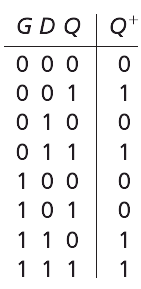 G D Q Q⁺
0 0 0 0
0 0 1 1
0 1 0 0
0 1 1 1
1 0 0 0
1 0 1 0
1 1 0 1
1 1 1 1